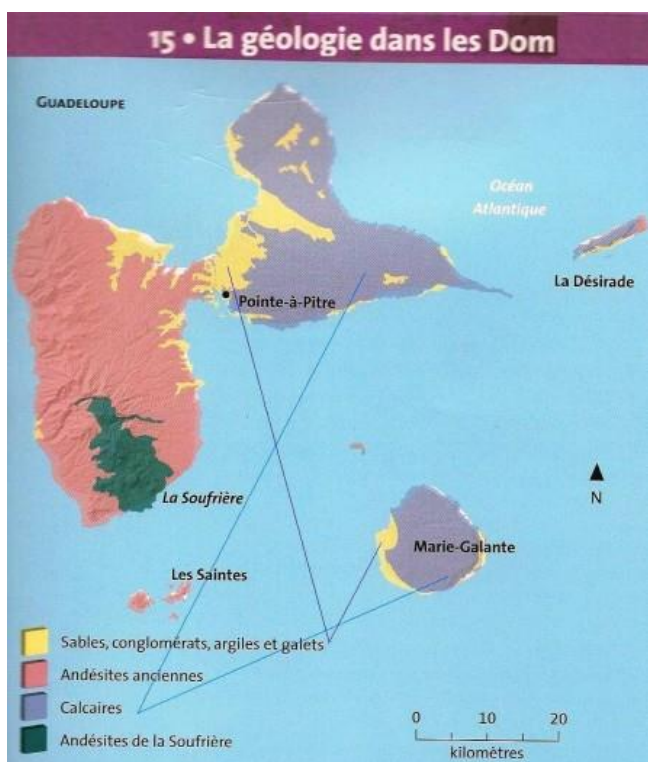 15 • La géologie dans les Dom
GUADELOUPE
Océan
Atlantique
La Désirade
Pointe-à-Pitre
La Soufrière
N
Marie-Galante
Les Saintes
Sables, conglomérats, argiles et galets
Andésites anciennes
Calcaires
Andésites de la Soufrière
0 10 20
kilomètres